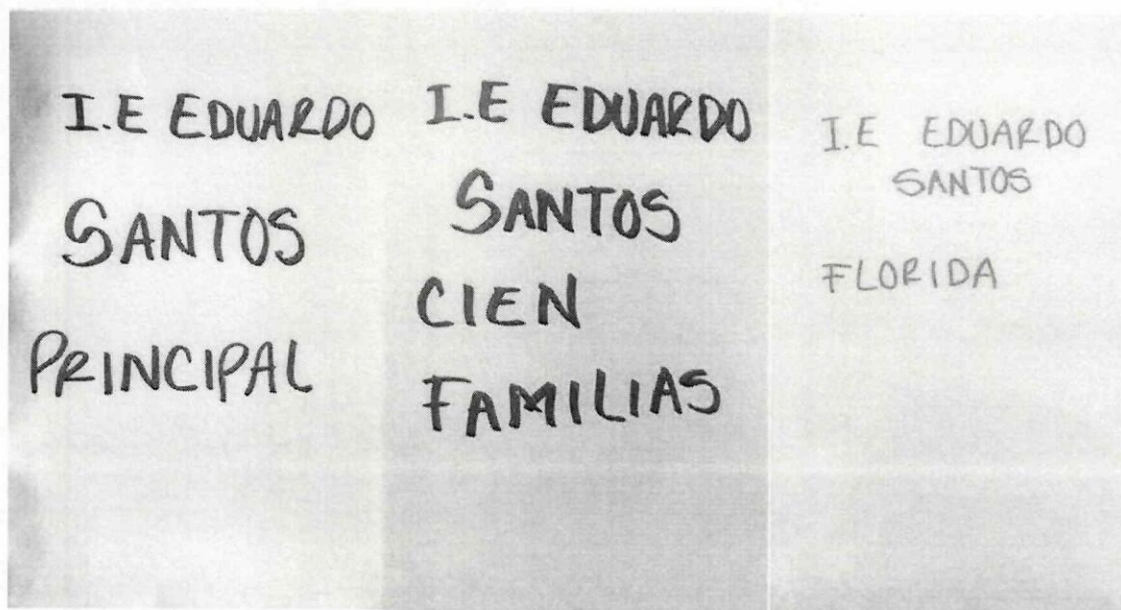 I.E EDUARDO
SANTOS
PRINCIPAL
I.E EDUARDO
SANTOS
CIEN
FAMILIAS
I.E EDUARDO
SANTOS
FLORIDA